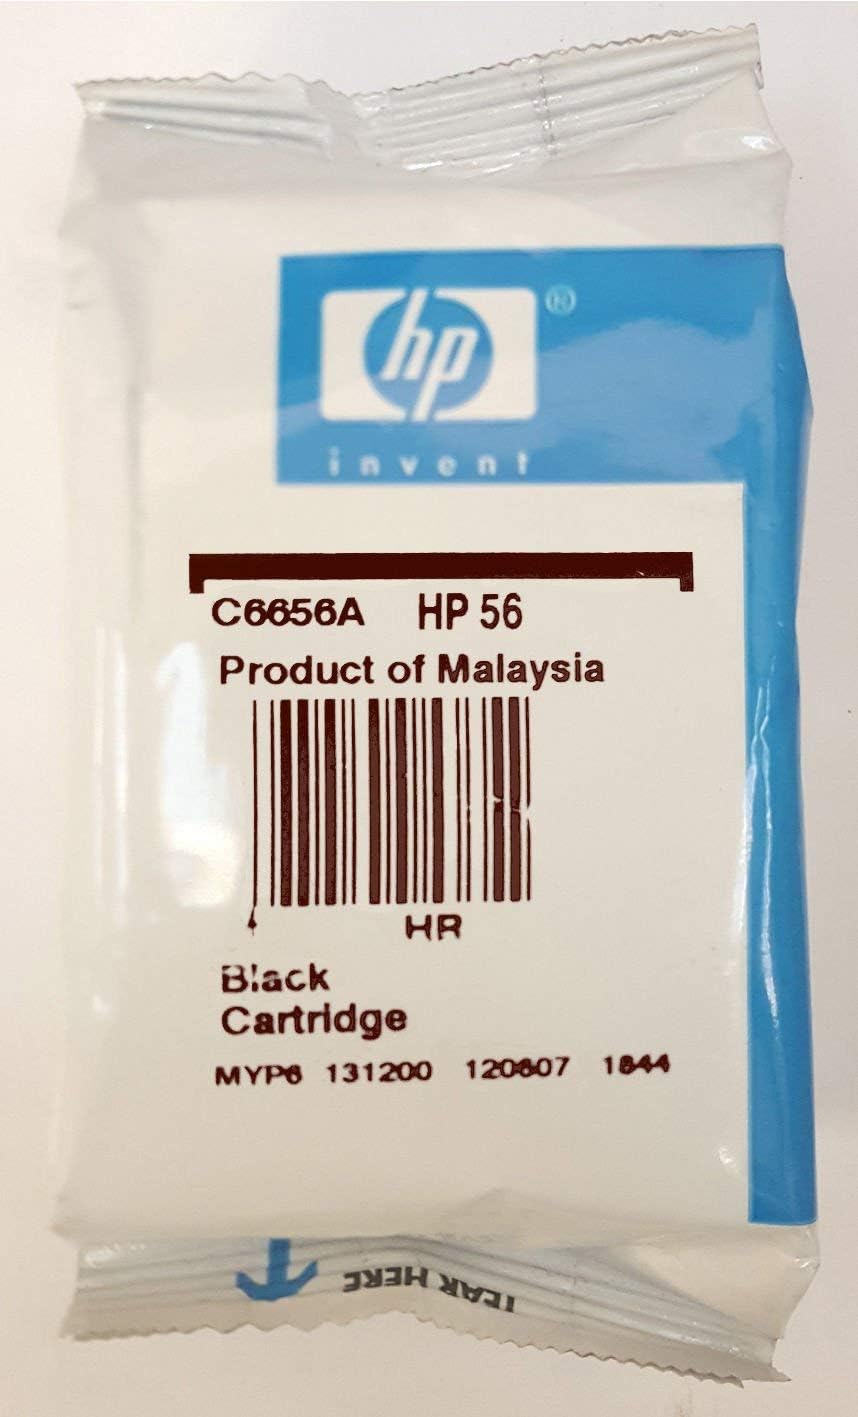 hp ®
invent
C6656A HP 56
Product of Malaysia
HR
Black
Cartridge
MYP6 131200 120607 1844
TEAR HERE